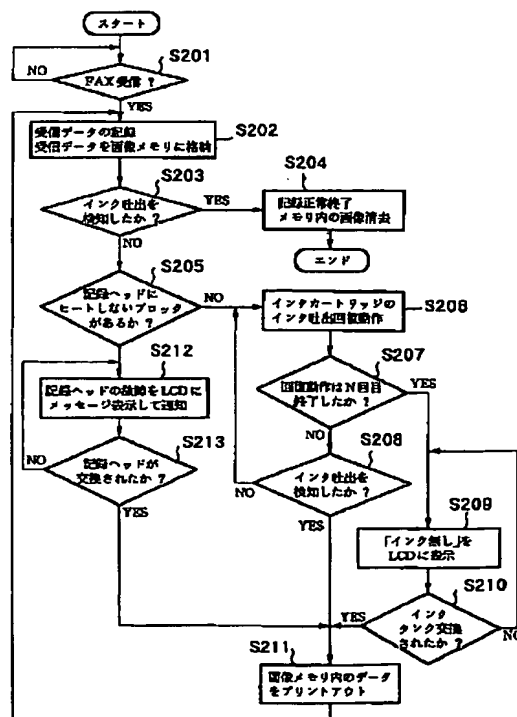 スタート
S201
FAX受信？
NO
YES
S202
受信データの記録
受信データを画像メモリに格納
S203
インク吐出を
検知したか？
YES
NO
S204
記録正常終了
メモリ内の画像消去
エンド
S205
記録ヘッドに
ヒートしないブロック
があるか？
NO
S206
インクカートリッジの
インク吐出回復動作
S212
記録ヘッドの故障をLCDに
メッセージ表示して通知
S207
回復動作はN回目
終了したか？
YES
NO
S213
記録ヘッドが
交換されたか？
NO
YES
S208
インク吐出を
検知したか？
NO
YES
S209
「インク無し」を
LCDに表示
S210
インク
タンク交換
されたか？
YES
NO
S211
画像メモリ内のデータ
をプリントアウト